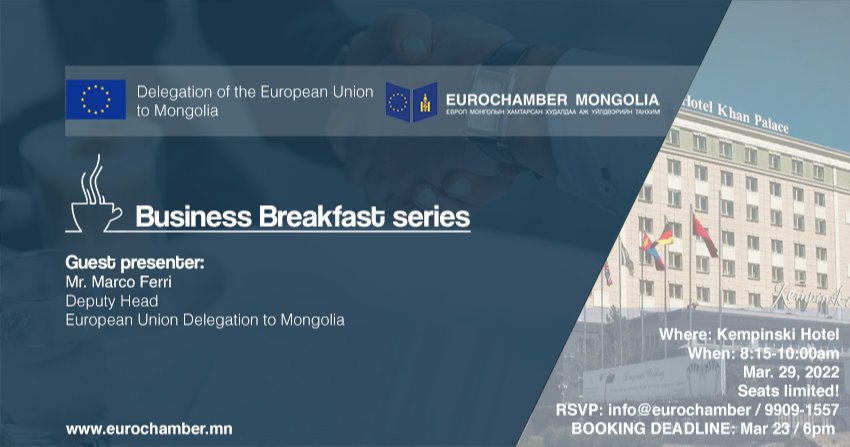 Delegation of the European Union
to Mongolia
EUROCHAMBER MONGOLIA
ЕВРОП МОНГОЛЫН ХАМТАРСАН ХУДАЛДАА АЖ ҮЙЛДВЭРИЙН ТАНХИМ
Hotel Khan Palace
Business Breakfast series
Guest presenter:
Mr. Marco Ferri
Deputy Head
European Union Delegation to Mongolia
Kempinski
Where: Kempinski Hotel
When: 8:15-10:00am
Mar. 29, 2022
Seats limited!
RSVP: info@eurochamber / 9909-1557
BOOKING DEADLINE: Mar 23 / 6pm
www.eurochamber.mn